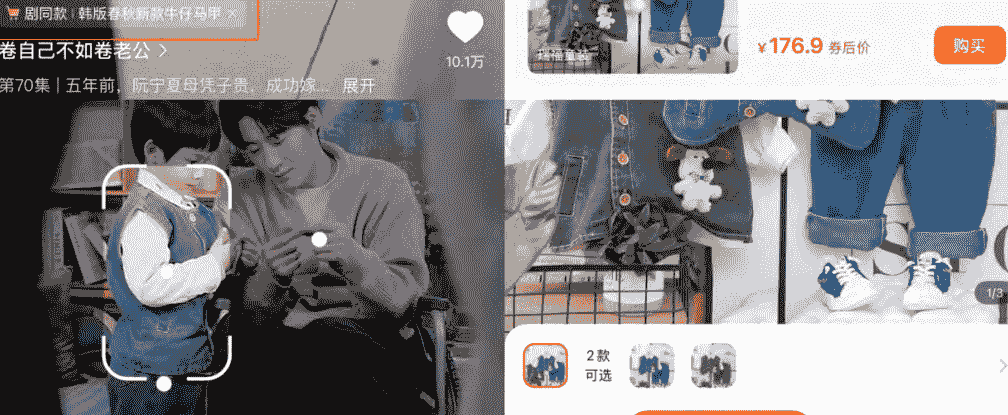 剧同款 | 韩版春秋新款牛仔马甲 ×
卷自己不如卷老公 >
第70集 | 五年前，阮宁夏母凭子贵，成功嫁... 展开
10.1万
¥176.9 券后价
购买
1/3
2款
可选